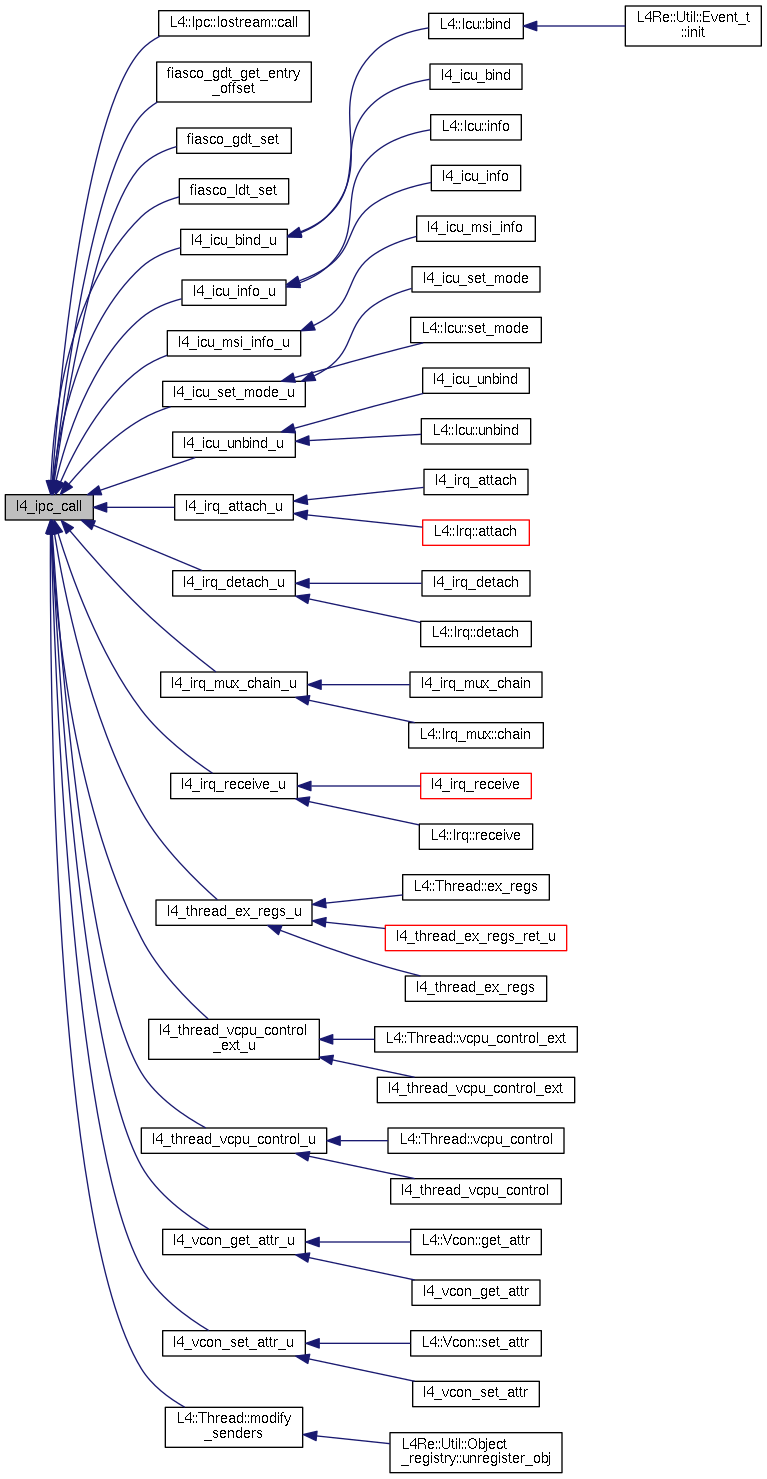 l4_ipc_call
L4::Ipc::Iostream::call
fiasco_gdt_get_entry
_offset
fiasco_gdt_set
fiasco_ldt_set
l4_icu_bind_u
l4_icu_info_u
l4_icu_msi_info_u
l4_icu_set_mode_u
l4_icu_unbind_u
l4_irq_attach_u
l4_irq_detach_u
l4_irq_mux_chain_u
l4_irq_receive_u
l4_thread_ex_regs_u
l4_thread_vcpu_control
_ext_u
l4_thread_vcpu_control_u
l4_vcon_get_attr_u
l4_vcon_set_attr_u
L4::Thread::modify
_senders
L4::Icu::bind
l4_icu_bind
L4::Icu::info
l4_icu_info
l4_icu_msi_info
l4_icu_set_mode
L4::Icu::set_mode
l4_icu_unbind
L4::Icu::unbind
l4_irq_attach
L4::Irq::attach
l4_irq_detach
L4::Irq::detach
l4_irq_mux_chain
L4::Irq_mux::chain
l4_irq_receive
L4::Irq::receive
L4::Thread::ex_regs
l4_thread_ex_regs_ret_u
l4_thread_ex_regs
L4::Thread::vcpu_control_ext
l4_thread_vcpu_control_ext
L4::Thread::vcpu_control
l4_thread_vcpu_control
L4::Vcon::get_attr
l4_vcon_get_attr
L4::Vcon::set_attr
l4_vcon_set_attr
L4Re::Util::Object
_registry::unregister_obj
L4Re::Util::Event_t
::init